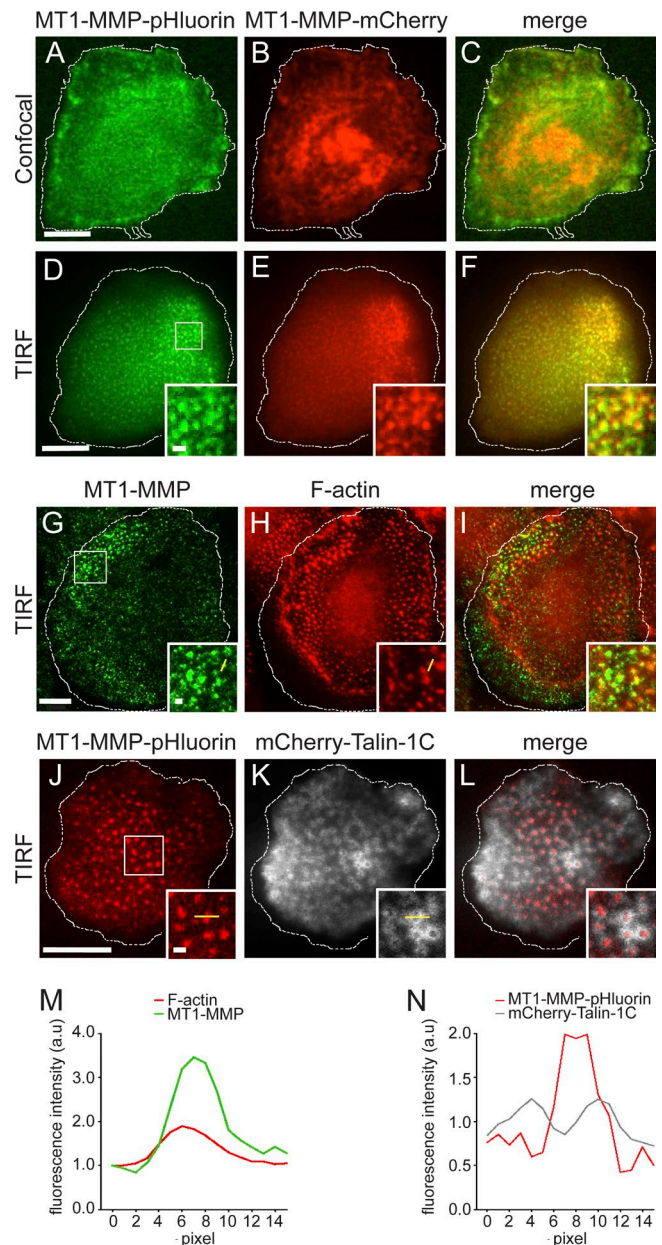 MT1-MMP-pHluorin MT1-MMP-mCherry merge
Confocal
A B C
TIRF
D E F
MT1-MMP F-actin merge
TIRF
G H I
MT1-MMP-pHluorin mCherry-Talin-1C merge
TIRF
J K L
M
F-actin
MT1-MMP
fluorescence intensity (a.u)
4.0
3.0
2.0
1.0
0.0
0 2 4 6 8 10 12 14
- pixel
N
MT1-MMP-pHluorin
mCherry-Talin-1C
fluorescence intensity (a.u)
2.0
1.5
1.0
0.5
0.0
0 2 4 6 8 10 12 14
- pixel